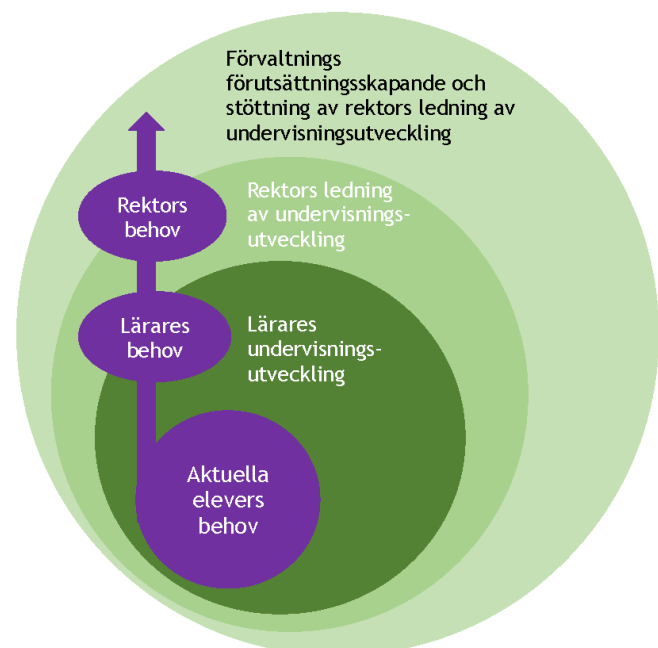 Förvaltnings
förutsättningsskapande och
stöttning av rektors ledning av
undervisningsutveckling
Rektors
behov
Rektors ledning
av undervisnings-
utveckling
Lärares
behov
Lärares
undervisnings-
utveckling
Aktuella
elevers
behov